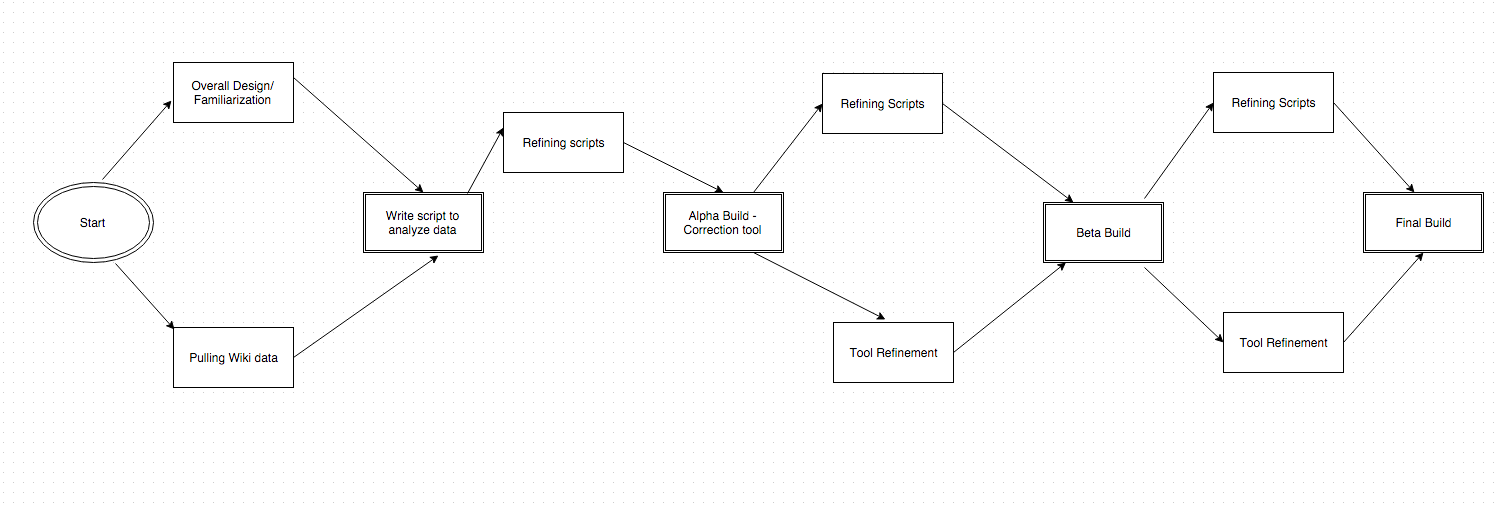 Overall Design/
Familiarization
Start
Pulling Wiki data
Write script to
analyze data
Refining scripts
Alpha Build -
Correction tool
Refining Scripts
Tool Refinement
Beta Build
Refining Scripts
Tool Refinement
Final Build